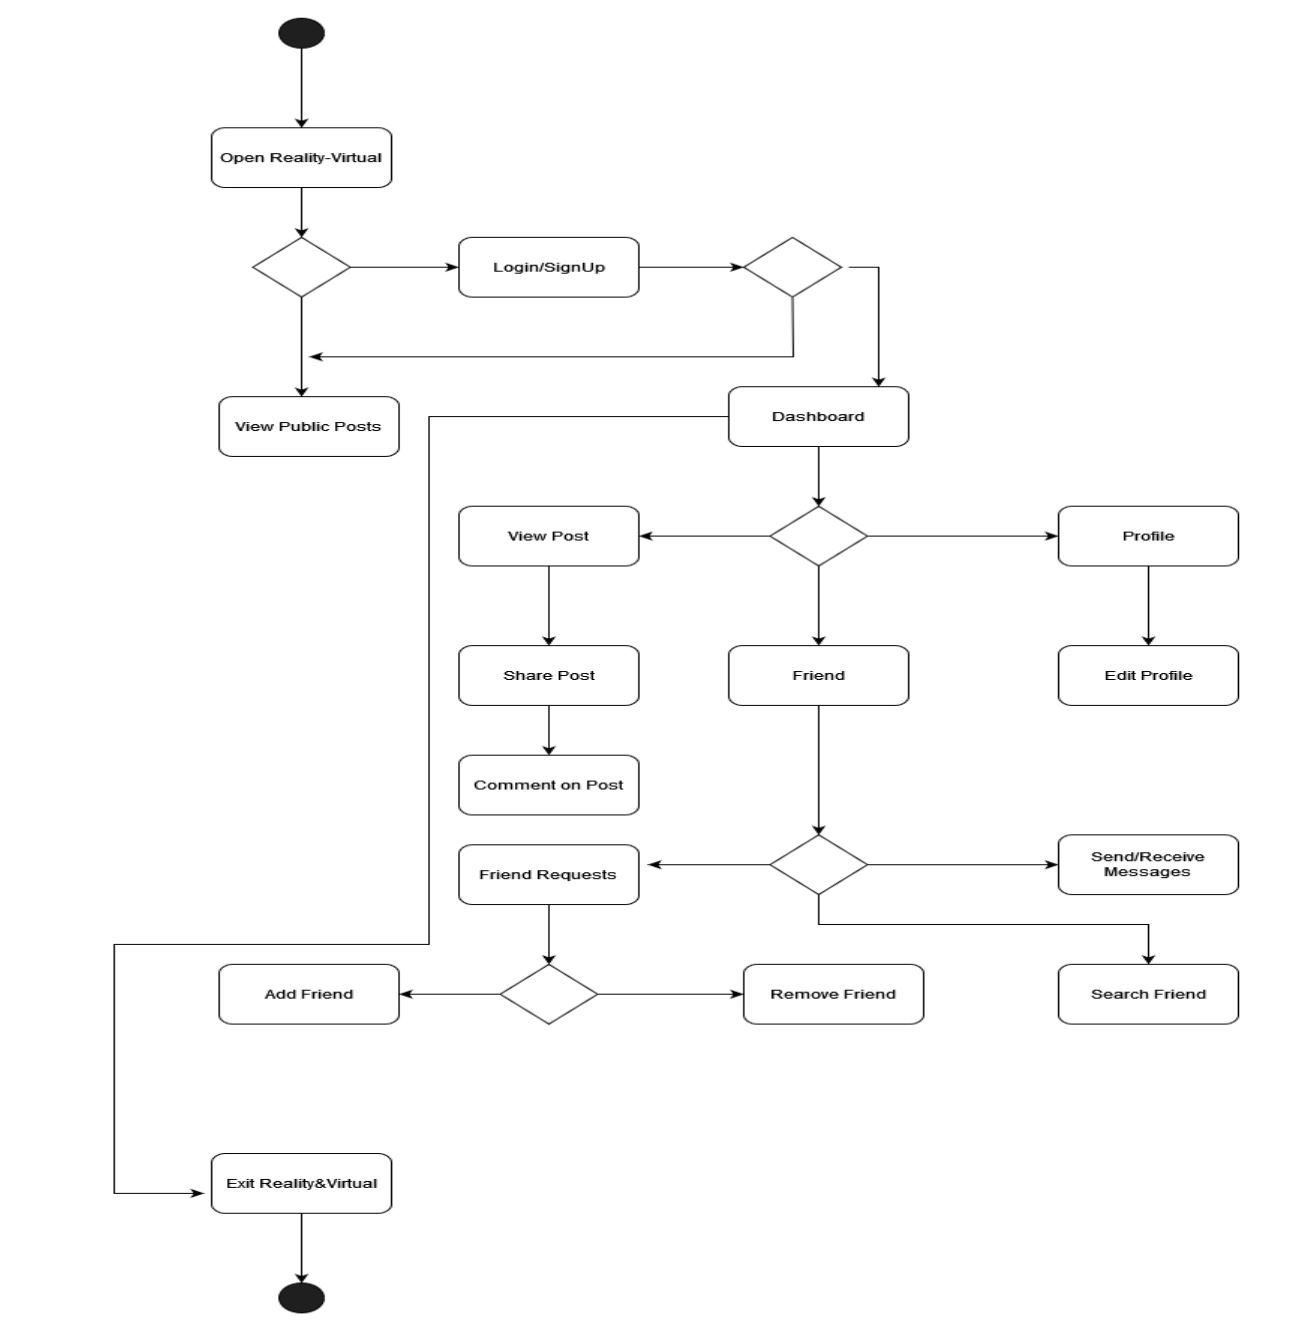 Open Reality-Virtual
Login/SignUp
View Public Posts
Dashboard
View Post
Profile
Share Post
Friend
Edit Profile
Comment on Post
Friend Requests
Send/Receive
Messages
Add Friend
Remove Friend
Search Friend
Exit Reality&Virtual